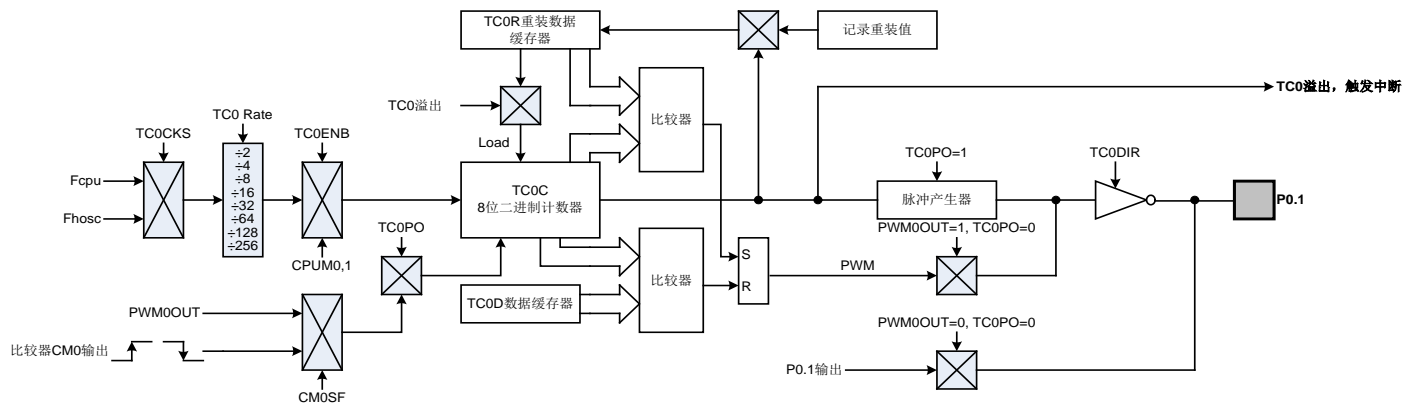 TC0R重装数据
缓存器
记录重装值
TC0溢出
Load
比较器
TC0溢出，触发中断
TC0 Rate
TC0CKS
TC0ENB
÷2
÷4
÷8
÷16
÷32
÷64
÷128
÷256
Fcpu
Fhosc
CPUM0,1
TC0C
8位二进制计数器
TC0PO=1
脉冲产生器
TC0DIR
P0.1
TC0PO
PWM0OUT=1, TC0PO=0
比较器
S
R
PWM
TC0D数据缓存器
PWM0OUT
比较器CM0输出
CM0SF
PWM0OUT=0, TC0PO=0
P0.1输出